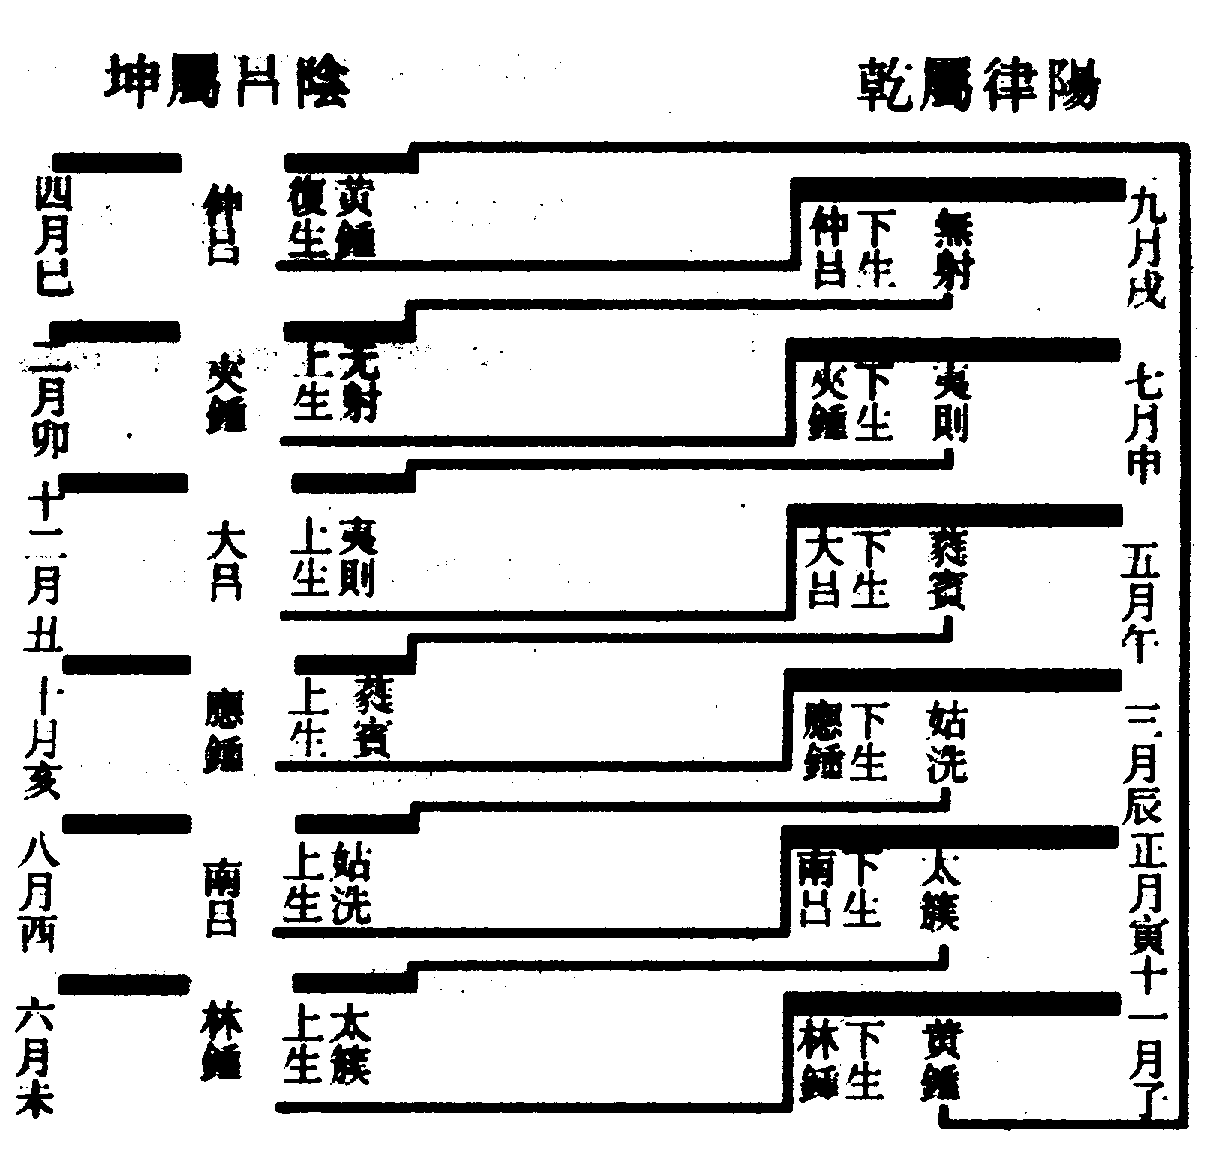 陽律屬乾
九月戌
無射
下生
仲呂
七月申
夷則
下生
夾鍾
五月午
蕤賓
下生
大呂
三月辰
姑洗
下生
應鍾
正月寅
太簇
下生
南呂
十一月子
黃鍾
下生
林鍾
陰呂屬坤
黃鍾
復生
仲呂
四月巳
无射
上生
夾鍾
二月卯
夷則
上生
大呂
十二月丑
蕤賓
上生
應鍾
十月亥
姑洗
上生
南呂
八月酉
太簇
上生
林鍾
六月未